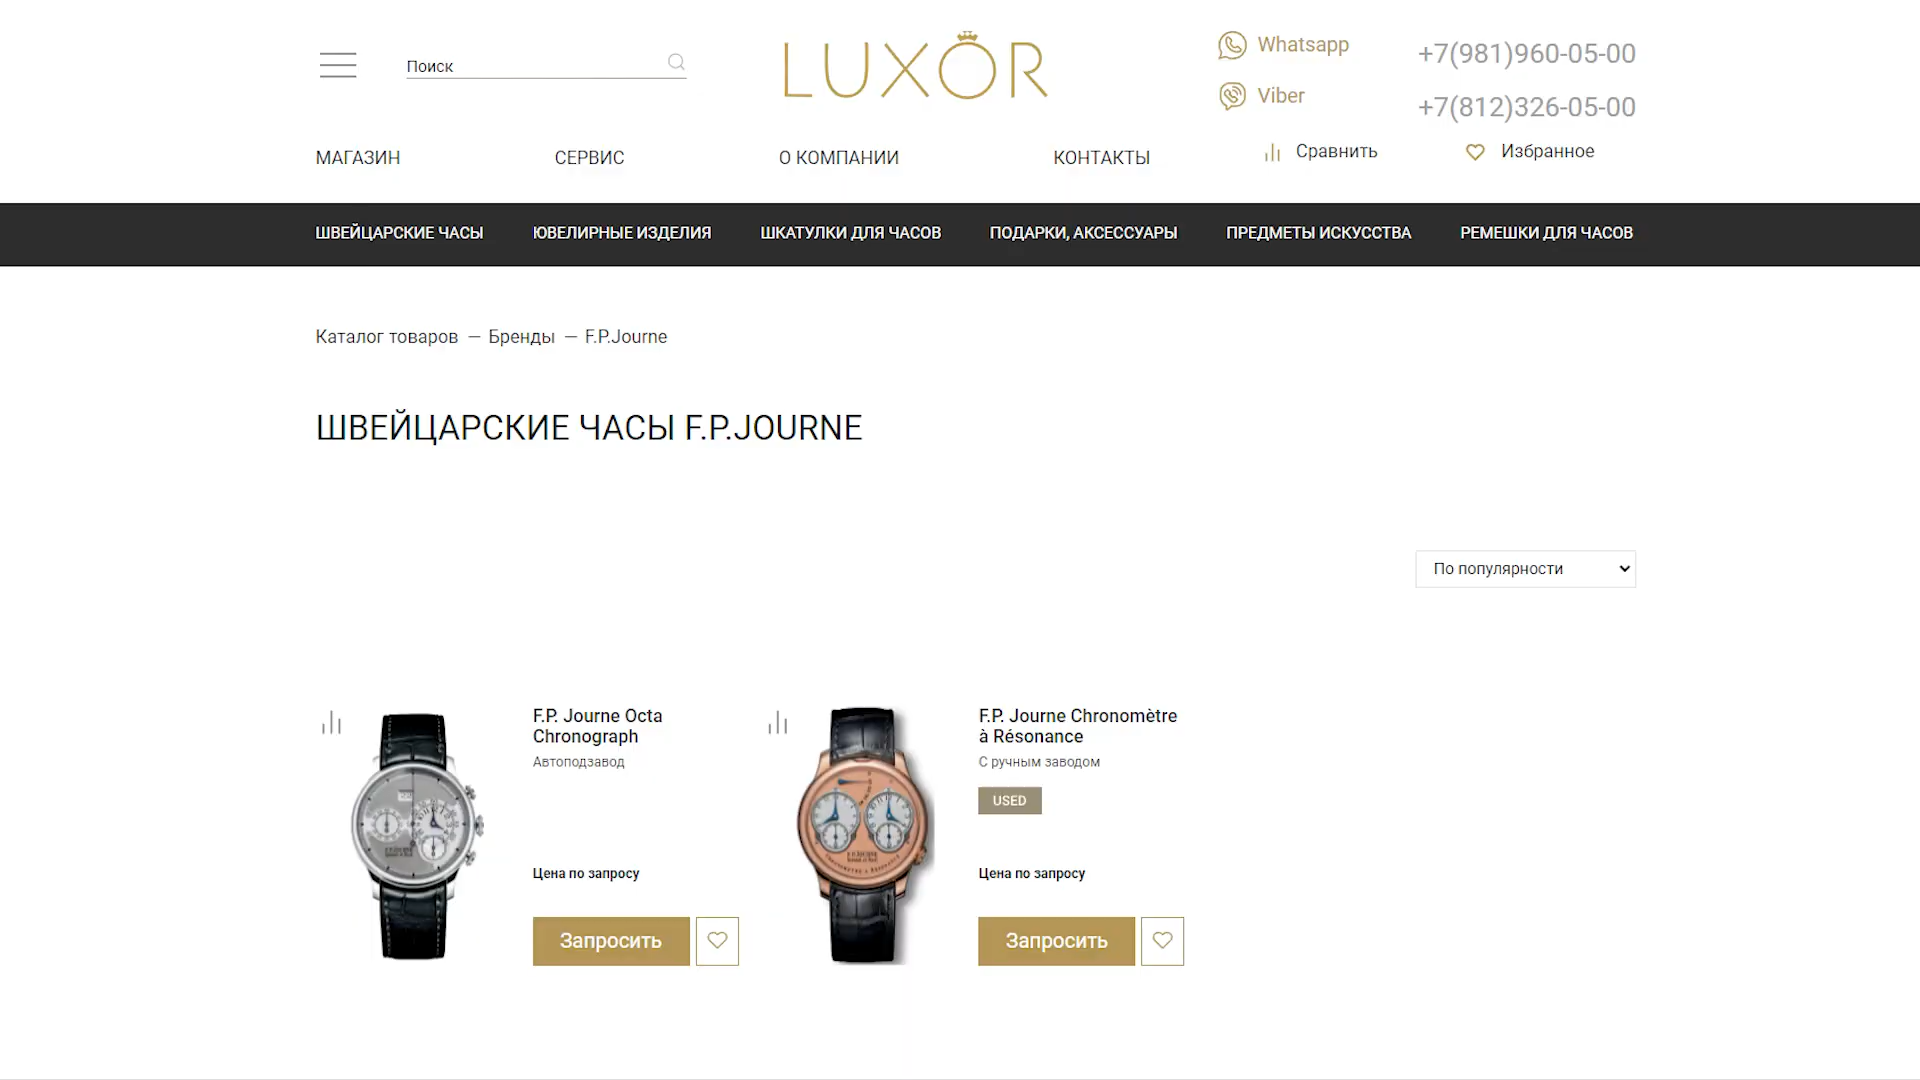 Поиск
LUXOR
Whatsapp
Viber
+7(981)960-05-00
+7(812)326-05-00
МАГАЗИН
СЕРВИС
О КОМПАНИИ
КОНТАКТЫ
Сравнить
Избранное
ШВЕЙЦАРСКИЕ ЧАСЫ
ЮВЕЛИРНЫЕ ИЗДЕЛИЯ
ШКАТУЛКИ ДЛЯ ЧАСОВ
ПОДАРКИ, АКСЕССУАРЫ
ПРЕДМЕТЫ ИСКУССТВА
РЕМЕШКИ ДЛЯ ЧАСОВ
Каталог товаров — Бренды — F.P.Journe
ШВЕЙЦАРСКИЕ ЧАСЫ F.P.JOURNE
По популярности
F.P. Journe Octa
Chronograph
Автоподзавод
Цена по запросу
Запросить
F.P. Journe Chronomètre
à Résonance
С ручным заводом
USED
Цена по запросу
Запросить